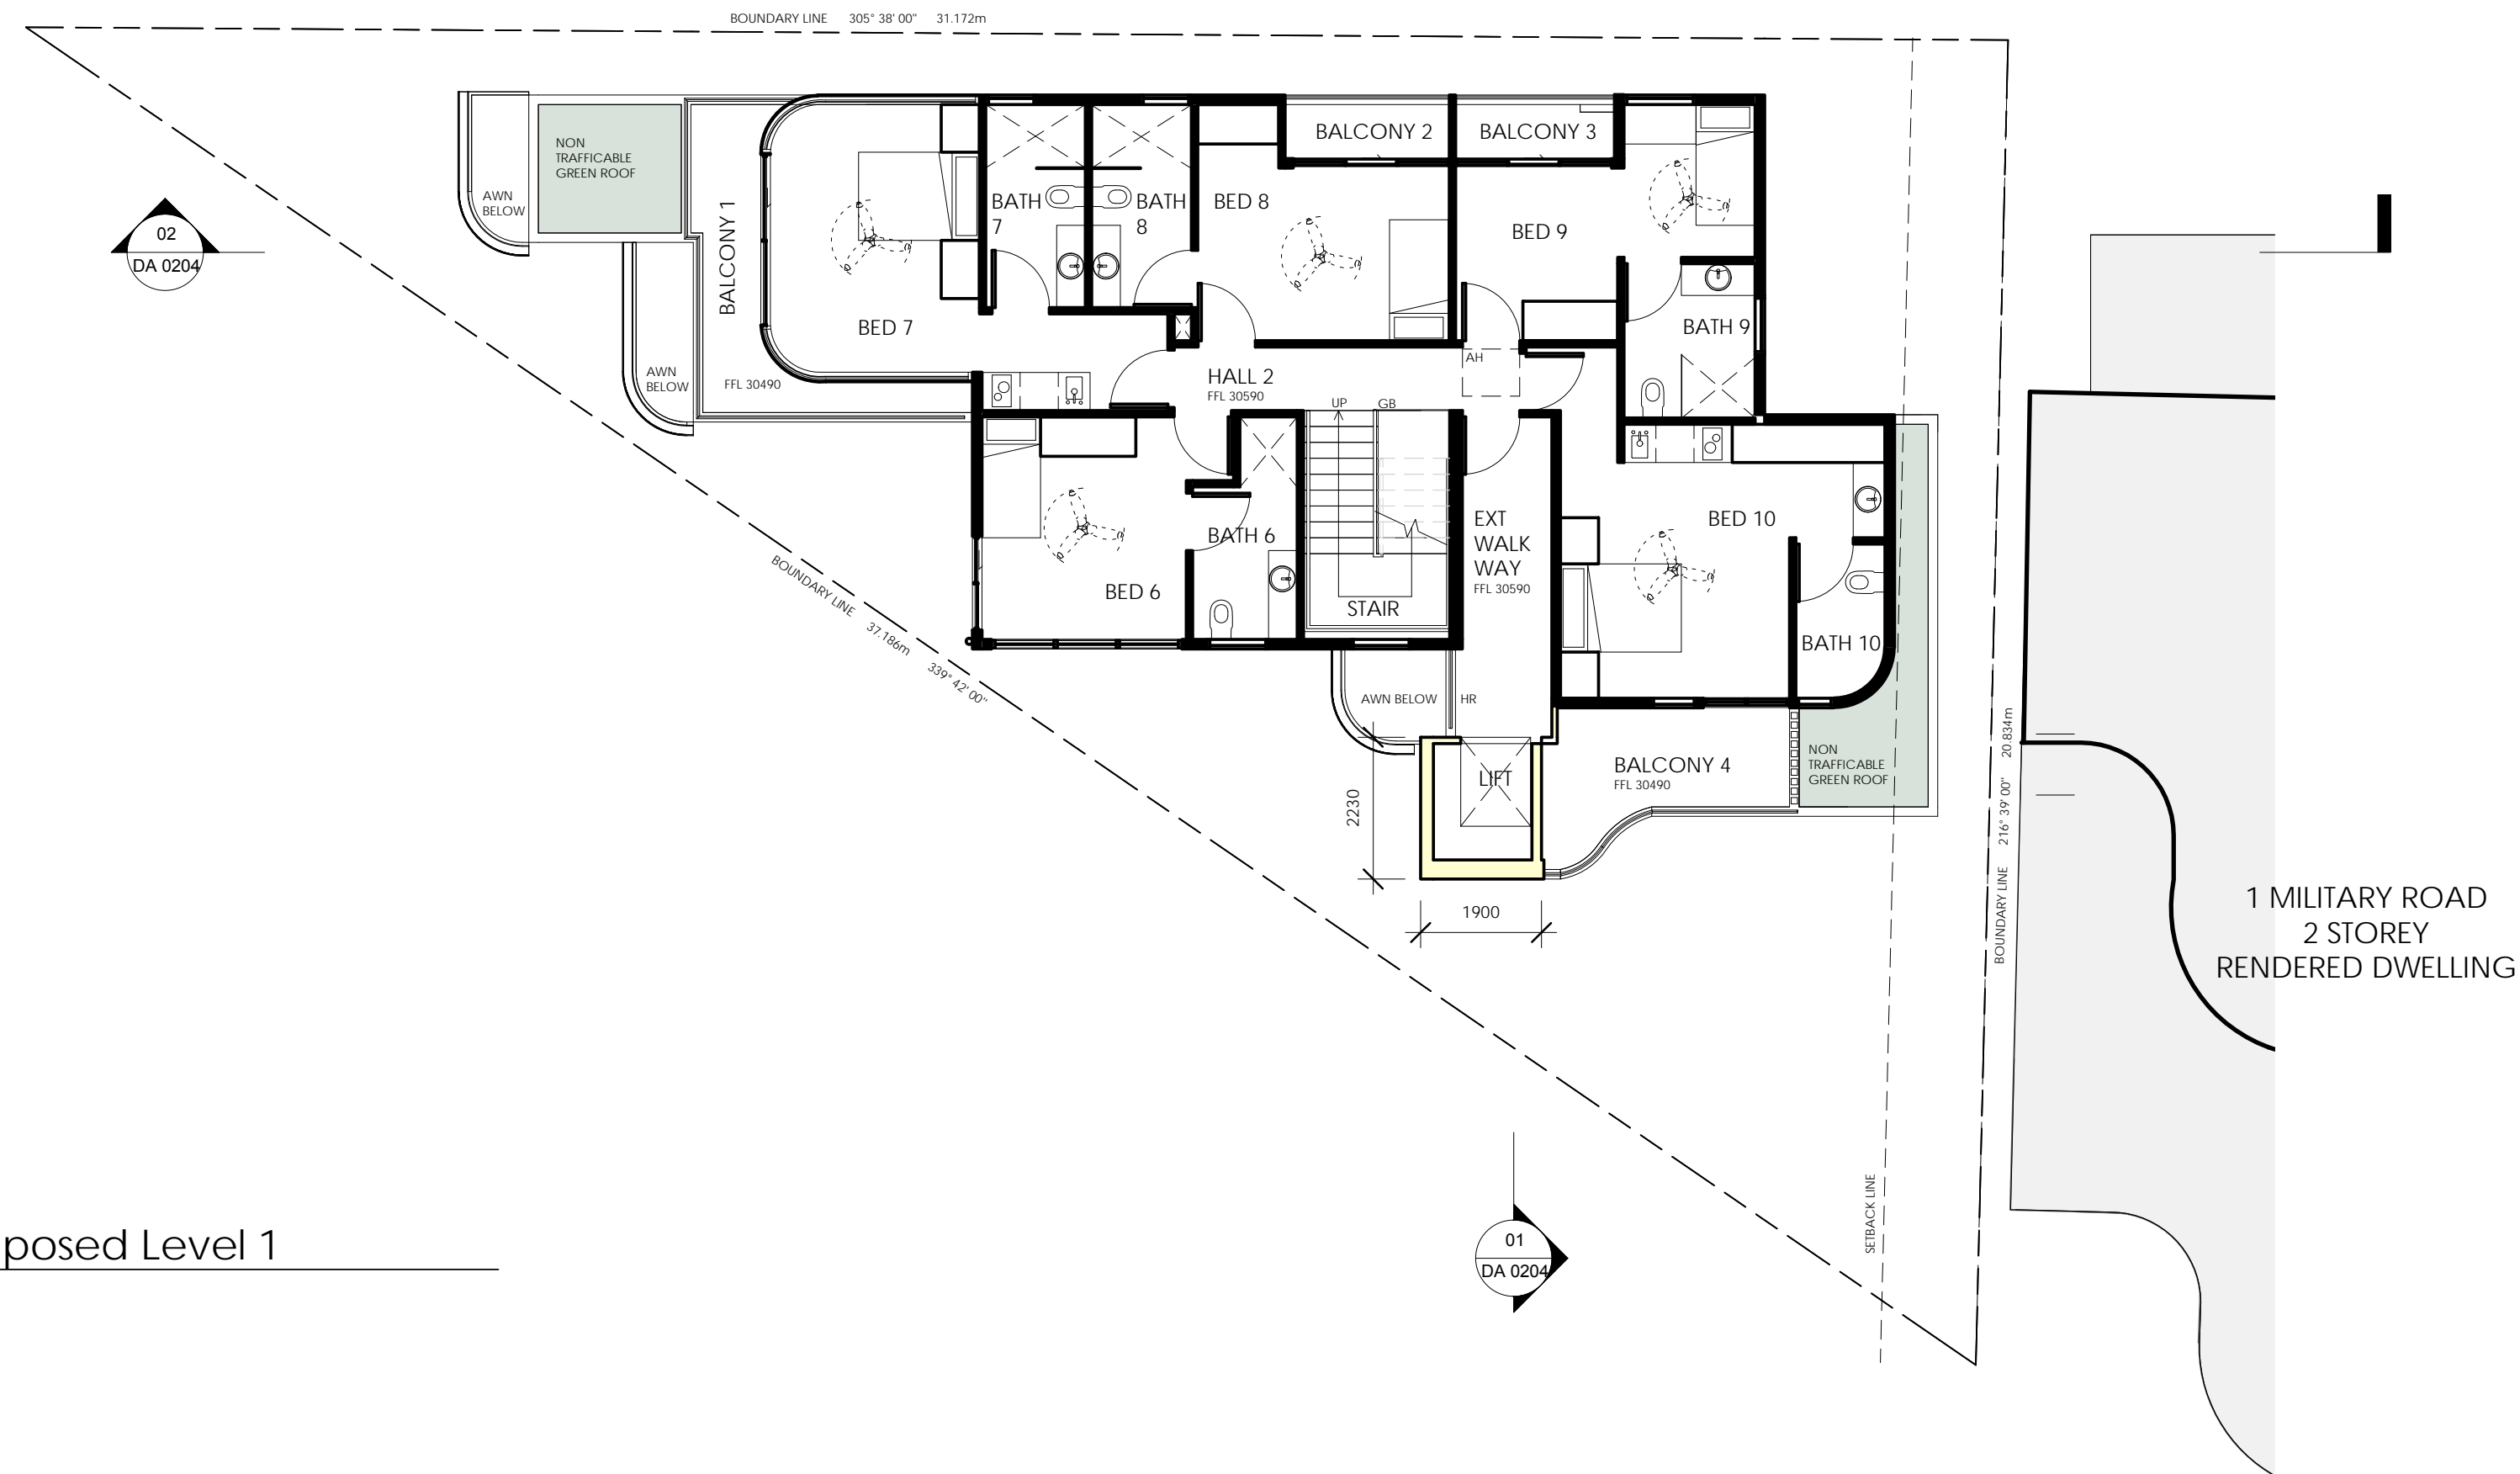 BOUNDARY LINE 305° 38' 00" 31.172m
NON
TRAFFICABLE
GREEN ROOF
AWN
BELOW
BALCONY 1
BATH
7
BATH
8
BED 8
BALCONY 2
BALCONY 3
BED 9
02
DA 0204
BED 7
BATH 9
AWN
BELOW
FFL 30490
HALL 2
FFL 30590
AH
UP
GB
BED 6
BATH 6
STAIR
EXT
WALK
WAY
FFL 30590
BED 10
BATH 10
BOUNDARY LINE 37.186m 339° 42' 00"
AWN BELOW
HR
LIFT
BALCONY 4
FFL 30490
NON
TRAFFICABLE
GREEN ROOF
2230
1900
BOUNDARY LINE 216° 39' 00" 20.834m
1 MILITARY ROAD
2 STOREY
RENDERED DWELLING
SETBACK LINE
01
DA 0204
posed Level 1